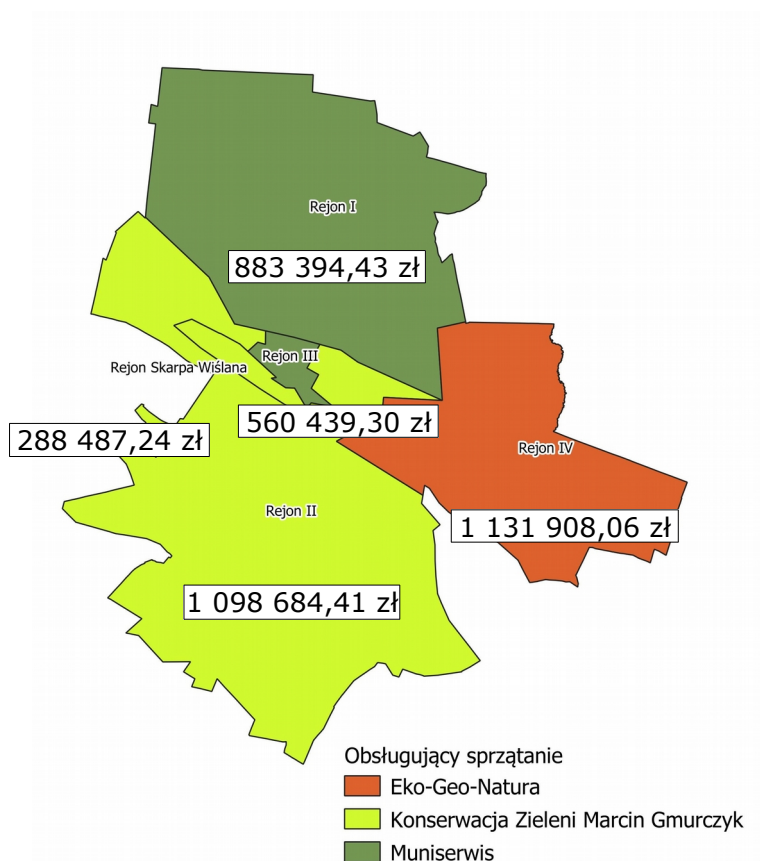 Rejon I
883 394,43 zł
Rejon III
Rejon Skarpa Wiślana
560 439,30 zł
288 487,24 zł
Rejon IV
Rejon II
1 131 908,06 zł
1 098 684,41 zł
Obsługujący sprzątanie
Eko-Geo-Natura
Konserwacja Zieleni Marcin Gmurczyk
Muniserwis